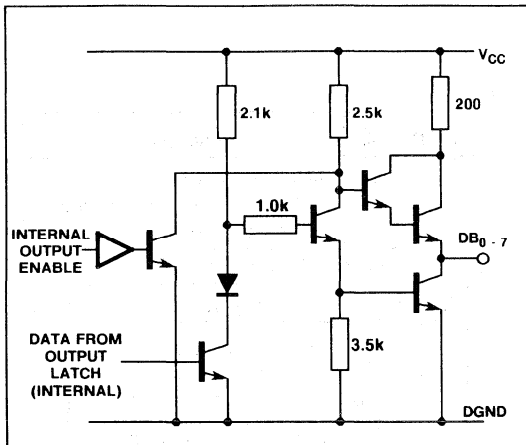 V_CC
2.1k
2.5k
200
1.0k
INTERNAL
OUTPUT
ENABLE
DB_0 - 7
DATA FROM
OUTPUT
LATCH
(INTERNAL)
3.5k
DGND